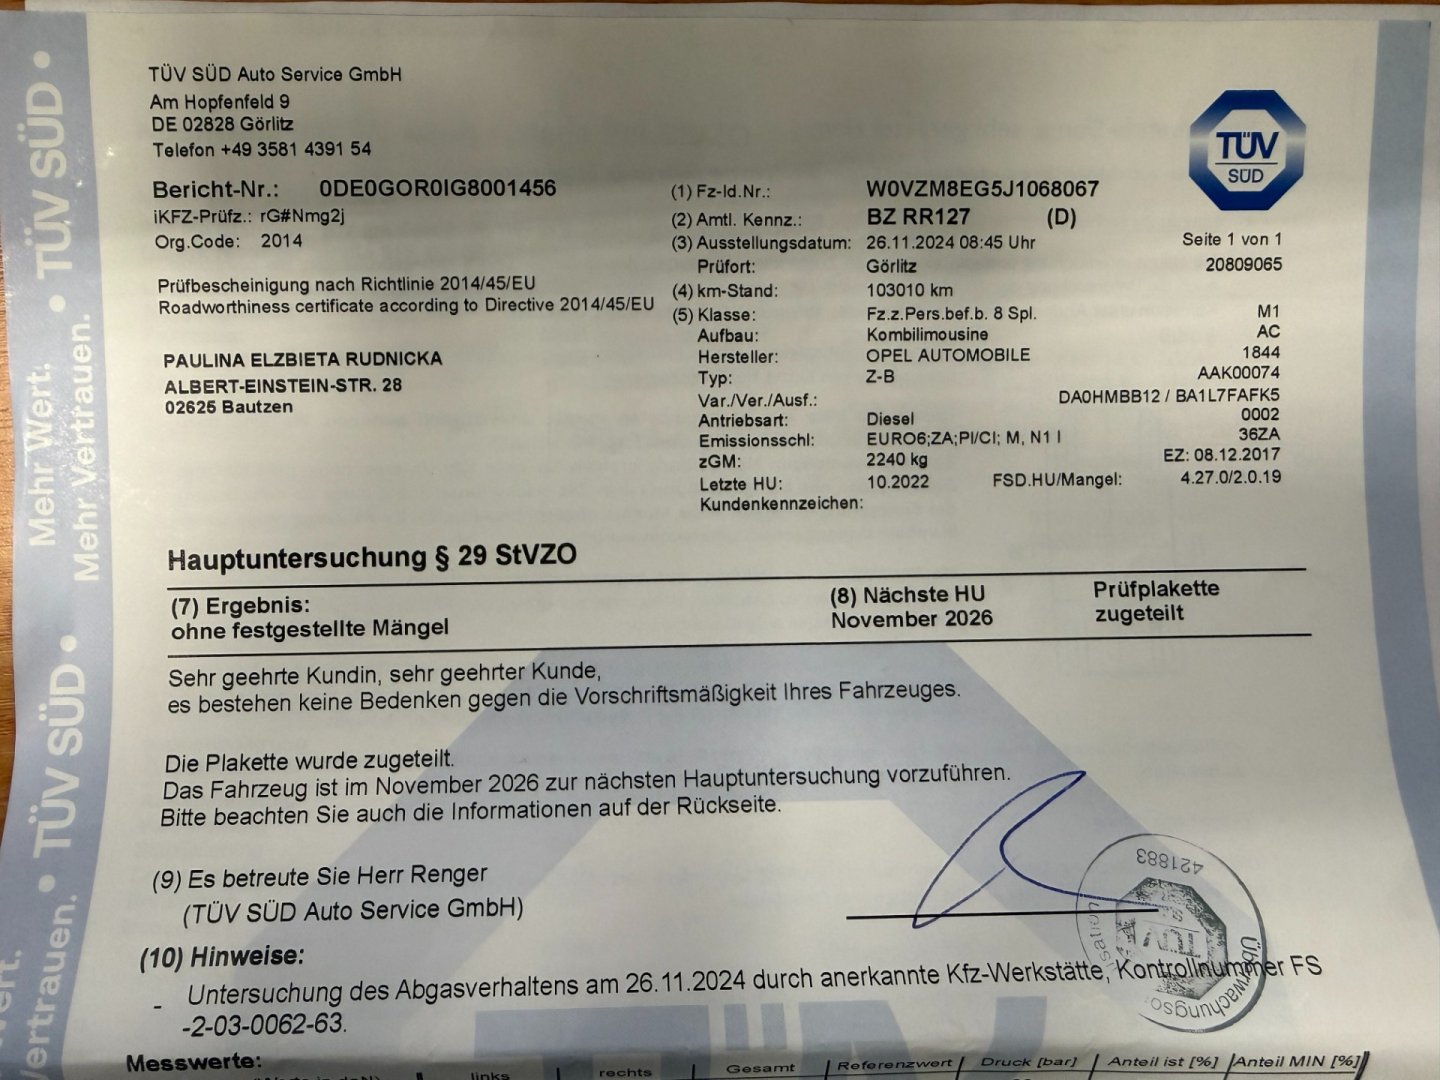 TÜV SÜD Auto Service GmbH
Am Hopfenfeld 9
DE 02828 Görlitz
Telefon +49 3581 4391 54
TÜV SÜD
Bericht-Nr.: 0DE0GOR0IG8001456
iKFZ-Prüfz.: rG#Nmg2j
Org.Code: 2014
Prüfbescheinigung nach Richtlinie 2014/45/EU
Roadworthiness certificate according to Directive 2014/45/EU
PAULINA ELZBIETA RUDNICKA
ALBERT-EINSTEIN-STR. 28
02625 Bautzen
(1) Fz-Id.Nr.: W0VZM8EG5J1068067
(2) Amtl. Kennz.: BZ RR127 (D)
(3) Ausstellungsdatum: 26.11.2024 08:45 Uhr Seite 1 von 1
Prüfort: Görlitz 20809065
(4) km-Stand: 103010 km
(5) Klasse: Fz.z.Pers.bef.b. 8 Spl. M1
Aufbau: Kombilimousine AC
Hersteller: OPEL AUTOMOBILE 1844
Typ: Z-B AAK00074
Var./Ver./Ausf.: DA0HMBB12 / BA1L7FAFK5
Antriebsart: Diesel 0002
Emissionsschl: EURO6;ZA;PI/CI; M, N1 I 36ZA
zGM: 2240 kg EZ: 08.12.2017
Letzte HU: 10.2022 FSD.HU/Mangel: 4.27.0/2.0.19
Kundenkennzeichen:
Hauptuntersuchung § 29 StVZO
(7) Ergebnis: (8) Nächste HU Prüfplakette
ohne festgestellte Mängel November 2026 zugeteilt
Sehr geehrte Kundin, sehr geehrter Kunde,
es bestehen keine Bedenken gegen die Vorschriftsmäßigkeit Ihres Fahrzeuges.
Die Plakette wurde zugeteilt.
Das Fahrzeug ist im November 2026 zur nächsten Hauptuntersuchung vorzuführen.
Bitte beachten Sie auch die Informationen auf der Rückseite.
(9) Es betreute Sie Herr Renger
(TÜV SÜD Auto Service GmbH)
421883
TÜV
(10) Hinweise:
- Untersuchung des Abgasverhaltens am 26.11.2024 durch anerkannte Kfz-Werkstätte, Kontrollnummer FS
-2-03-0062-63.
Messwerte: links rechts Gesamt Referenzwert Druck [bar] Anteil ist [%] Anteil MIN [%]
TÜV SÜD • TÜV SÜD •
Mehr Wert.
Mehr Vertrauen.
• TÜV SÜD •